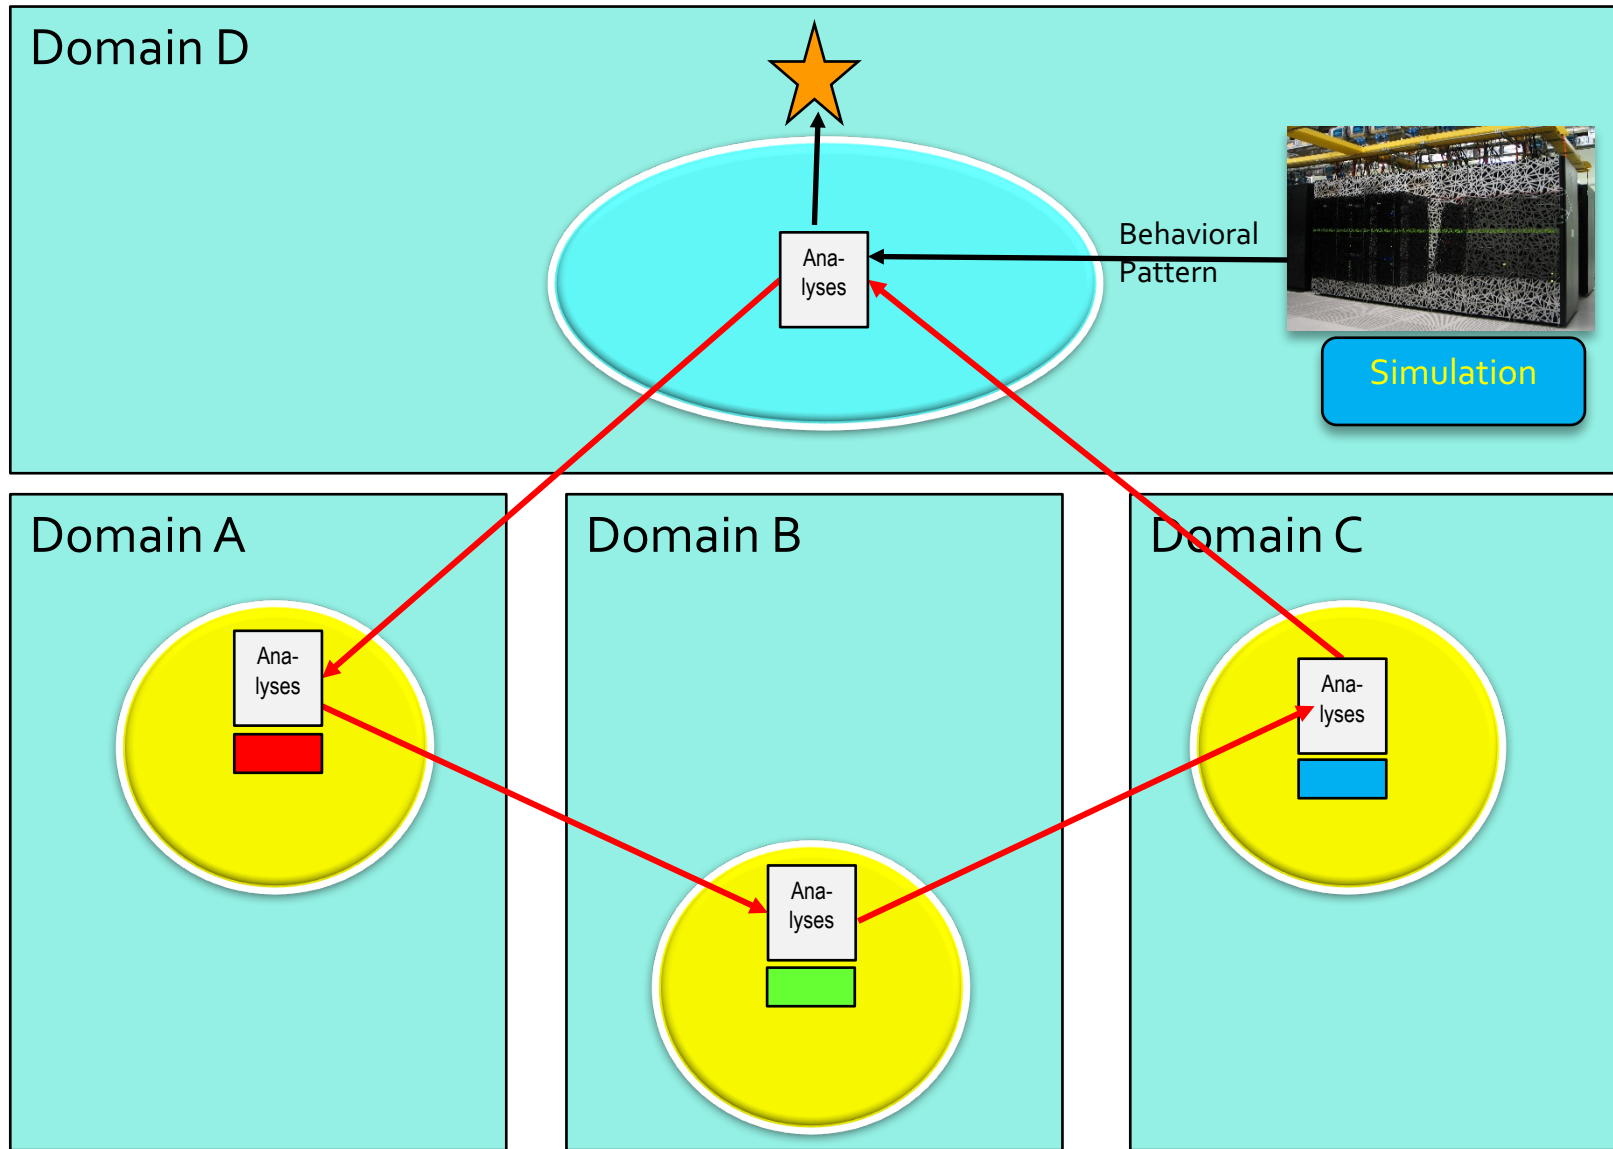 Domain D
Ana-
lyses
Behavioral
Pattern
Simulation
Domain A
Ana-
lyses
Domain B
Ana-
lyses
Domain C
Ana-
lyses